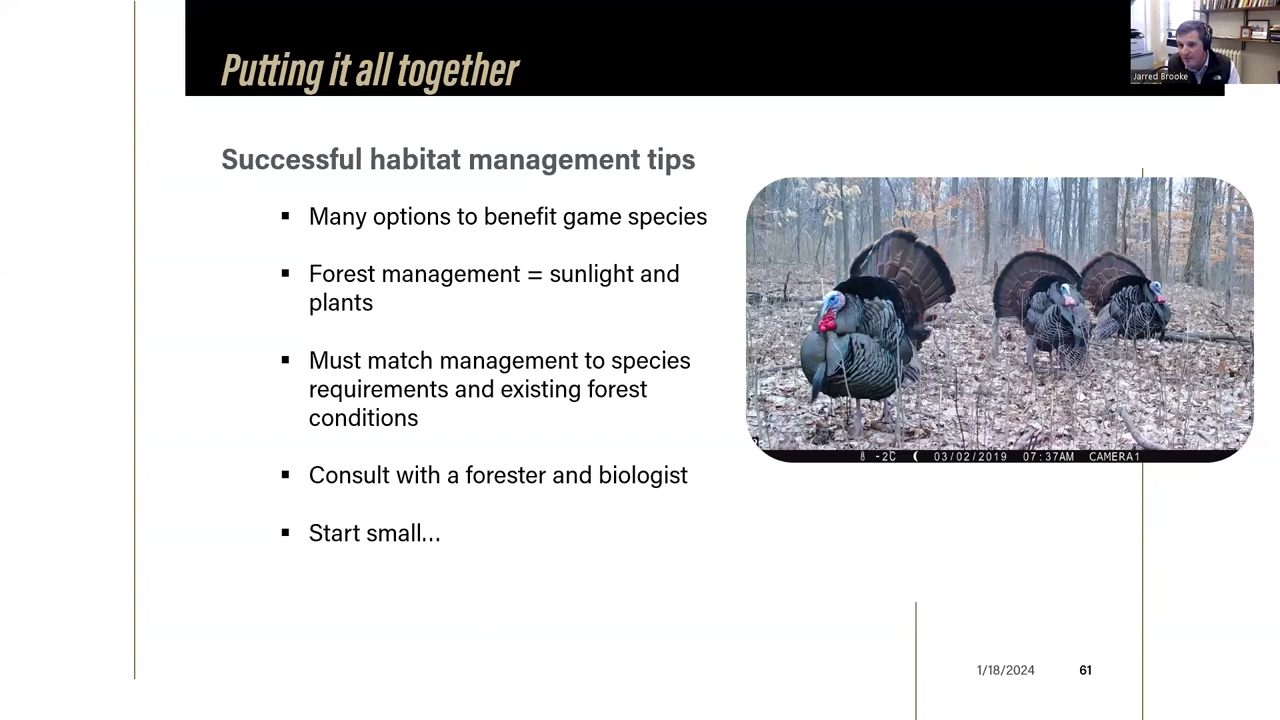 Putting it all together
Jarred Brooke
Successful habitat management tips
▪ Many options to benefit game species
▪ Forest management = sunlight and
plants
▪ Must match management to species
requirements and existing forest
conditions
▪ Consult with a forester and biologist
▪ Start small...
-2C 03/02/2019 07:37AM CAMERA1
1/18/2024 61